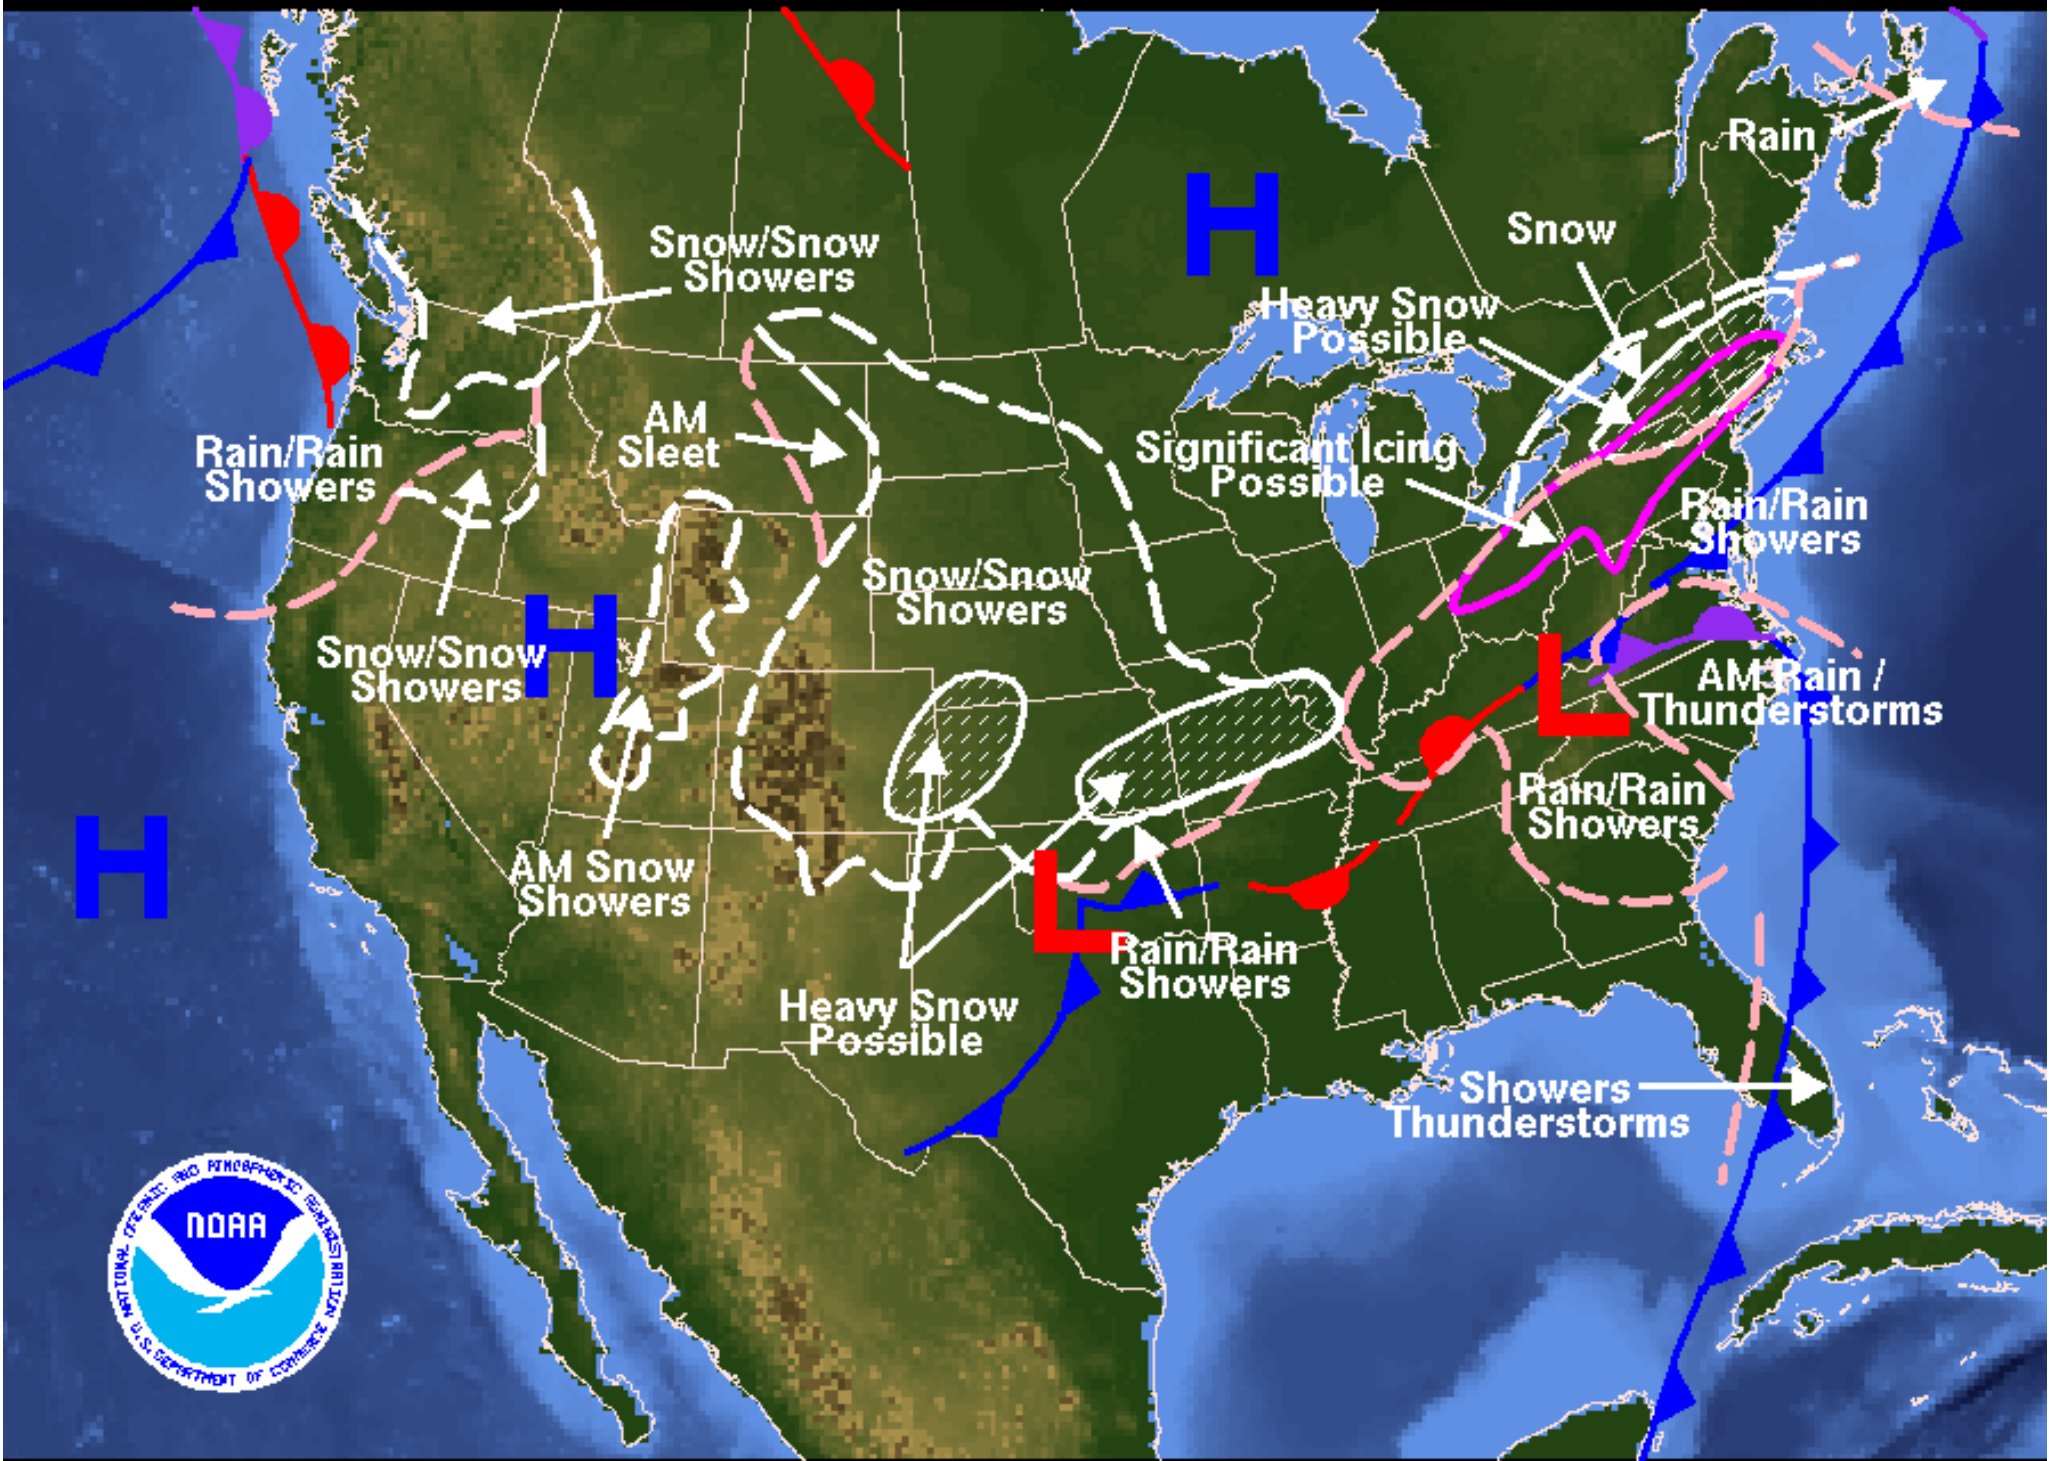 Rain
Snow
Snow/Snow
Showers
H
Heavy Snow
Possible
AM
Sleet
Significant Icing
Possible
Rain/Rain
Showers
Rain/Rain
Showers
Snow/Snow
Showers
H
Snow/Snow
Showers
L
AM Rain /
Thunderstorms
Rain/Rain
Showers
H
AM Snow
Showers
L
Rain/Rain
Showers
Heavy Snow
Possible
Showers
Thunderstorms
NATIONAL OCEANIC AND ATMOSPHERIC ADMINISTRATION
NOAA
U.S. DEPARTMENT OF COMMERCE